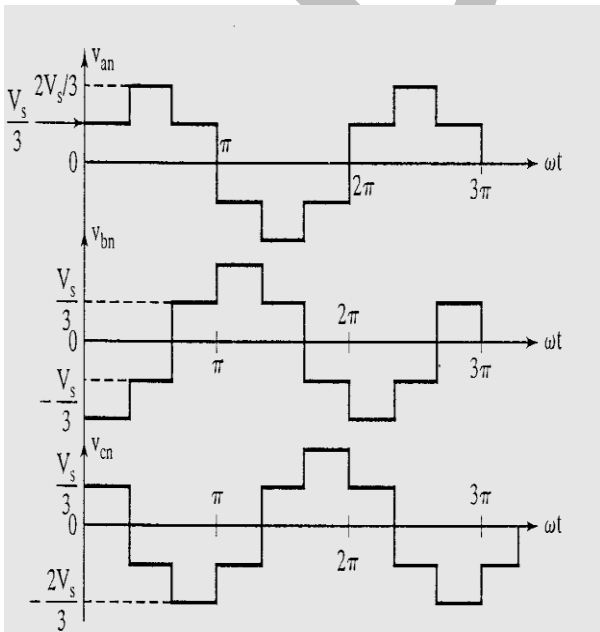 v_an
2V_s/3
V_s/3
0
π
2π
3π
ωt
v_bn
V_s/3
0
-V_s/3
π
2π
3π
ωt
v_cn
V_s/3
0
-2V_s/3
π
2π
3π
ωt